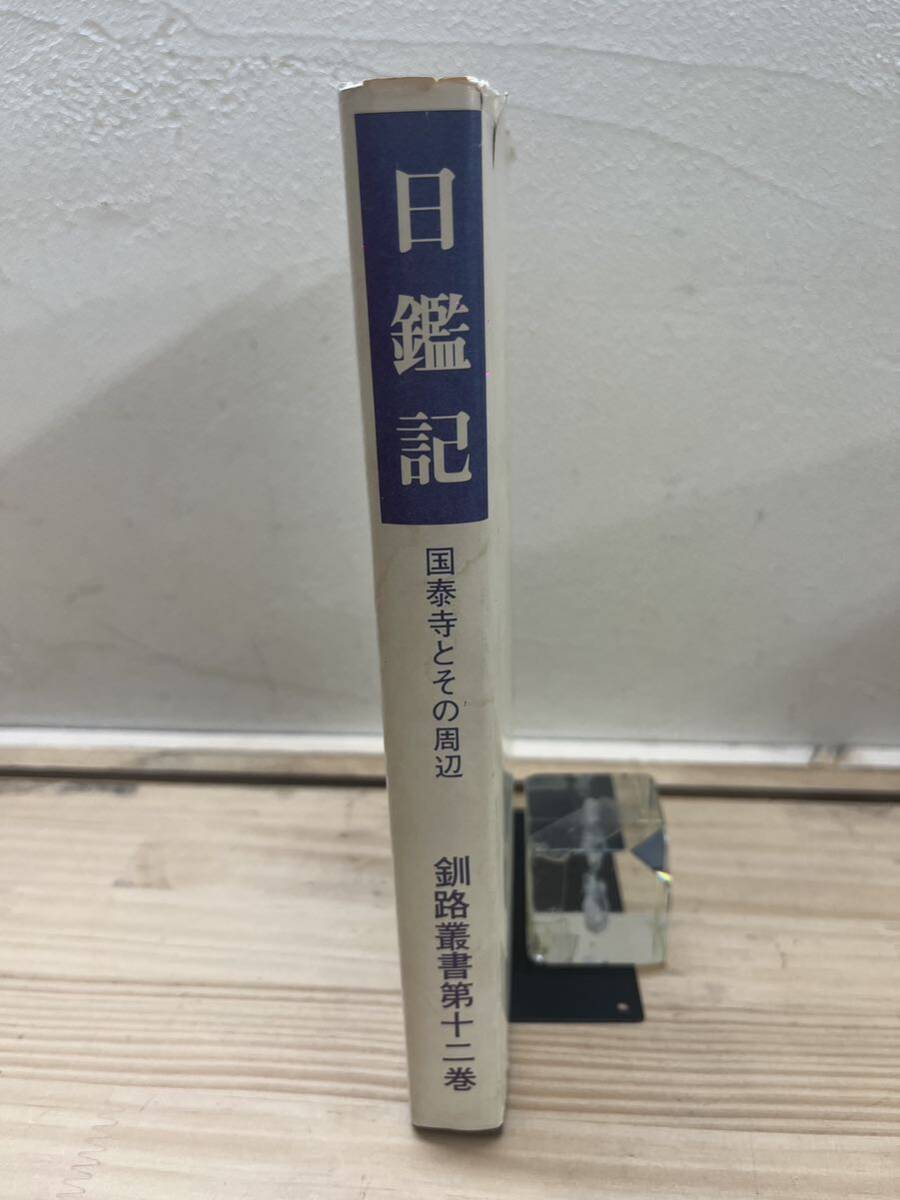 日鑑記
国泰寺とその周辺
釧路叢書第十二巻